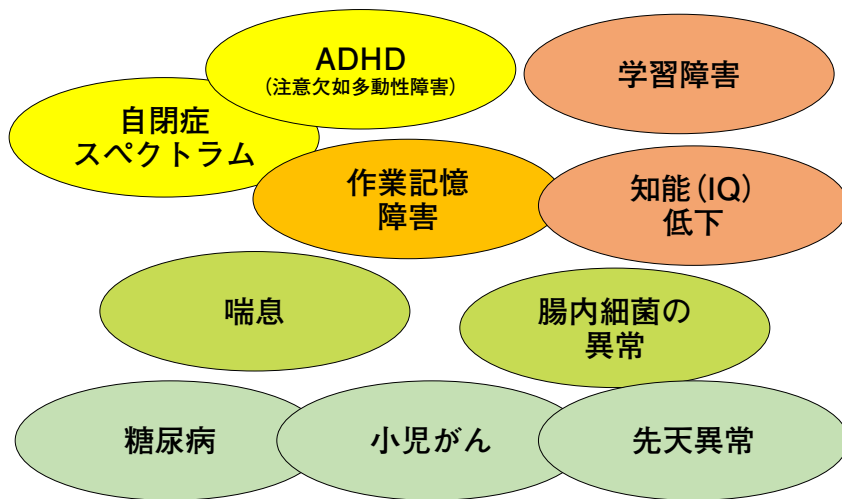 ADHD
(注意欠如多動性障害)
学習障害
自閉症
スペクトラム
作業記憶
障害
知能(IQ)
低下
喘息
腸内細菌の
異常
糖尿病
小児がん
先天異常